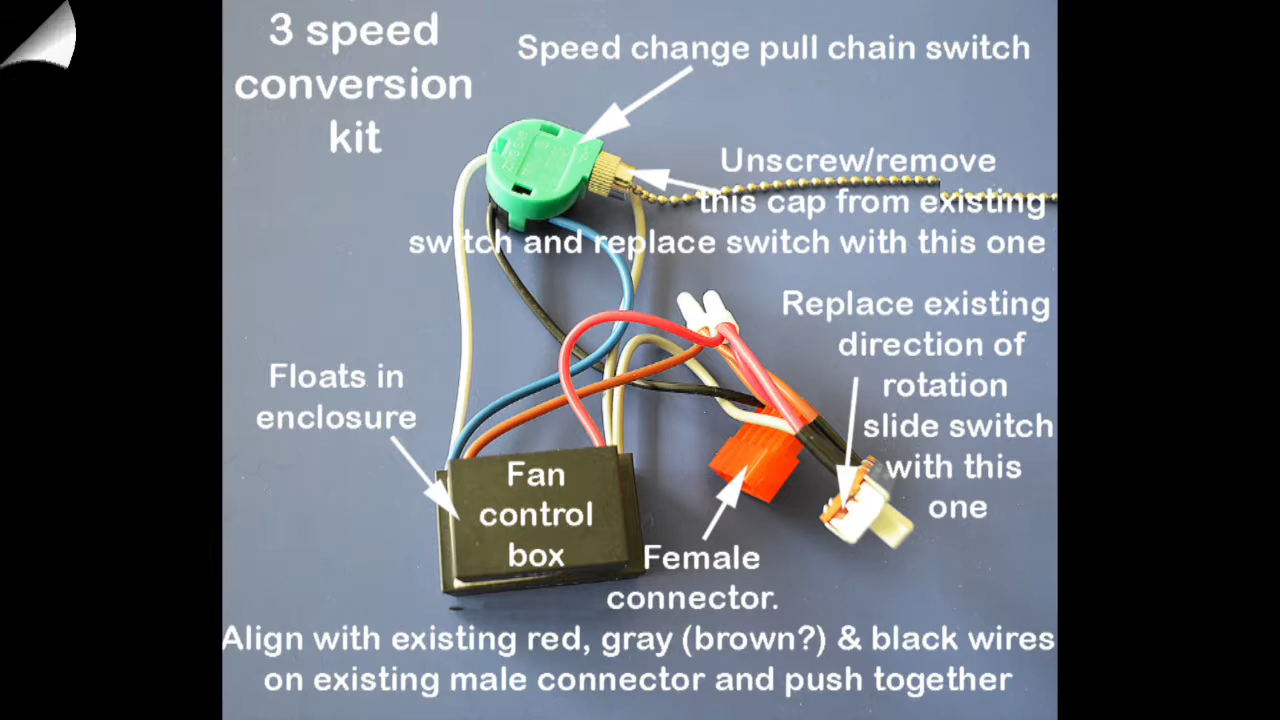 3 speed
conversion
kit
Speed change pull chain switch
Unscrew/remove
this cap from existing
switch and replace switch with this one
Replace existing
direction of
rotation
slide switch
with this
one
Floats in
enclosure
Fan
control
box
Female
connector.
Align with existing red, gray (brown?) & black wires
on existing male connector and push together